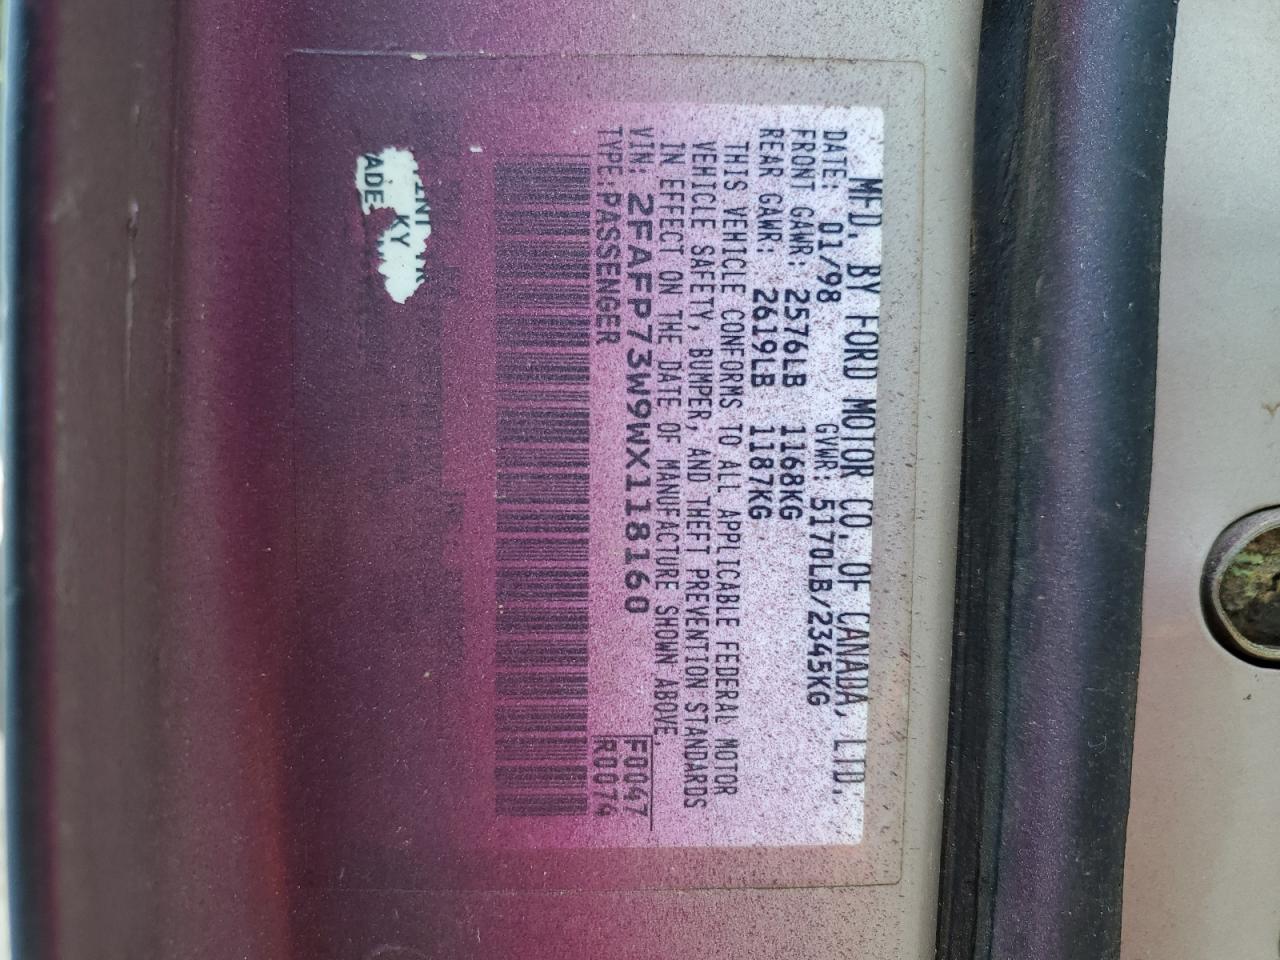 MFD. BY FORD MOTOR CO. OF CANADA, LTD.
DATE: 01/98 GVWR: 5170LB/2345KG
FRONT GAWR: 2576LB 1168KG
REAR GAWR: 2619LB 1187KG
THIS VEHICLE CONFORMS TO ALL APPLICABLE FEDERAL MOTOR
VEHICLE SAFETY, BUMPER, AND THEFT PREVENTION STANDARDS
IN EFFECT ON THE DATE OF MANUFACTURE SHOWN ABOVE.
VIN: 2FAFP73W9WX118160 F0047
TYPE: PASSENGER R0074
KY
ADE